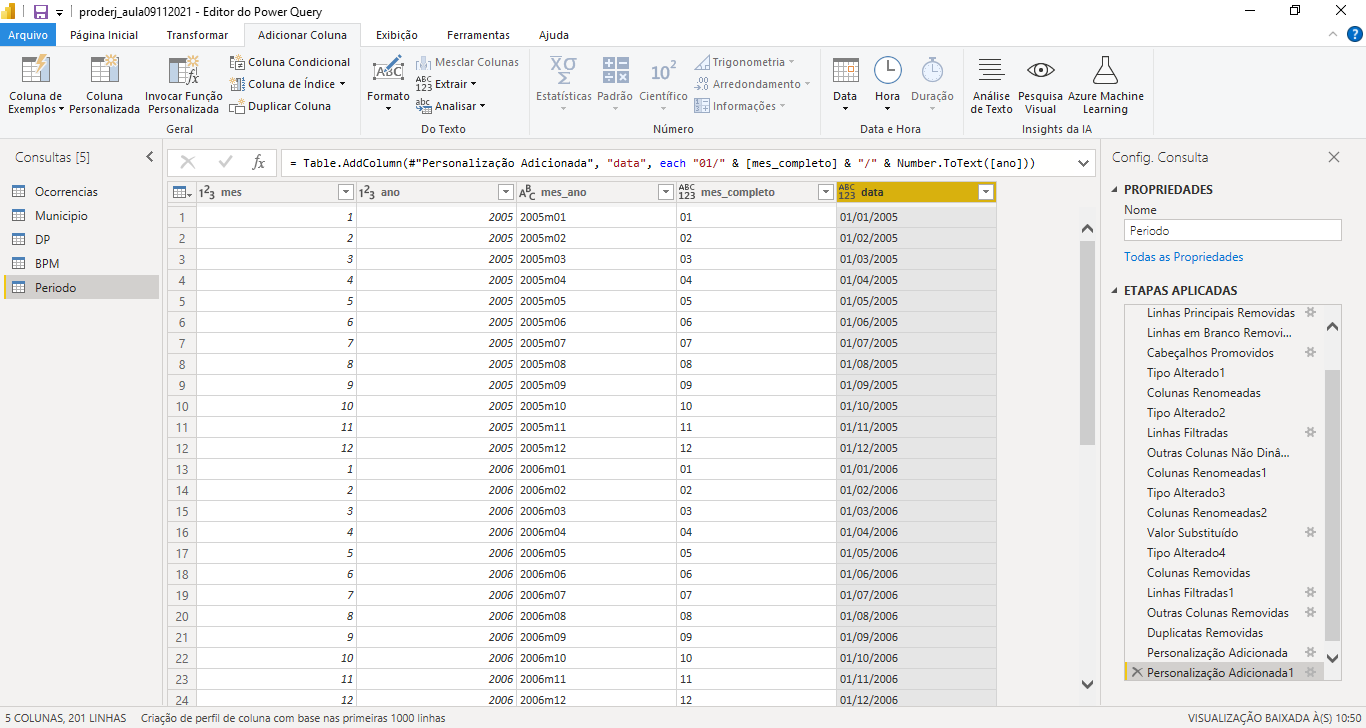 proderj_aula09112021 - Editor do Power Query
Arquivo Página Inicial Transformar Adicionar Coluna Exibição Ferramentas Ajuda
Coluna de Exemplos
Coluna Personalizada
Invocar Função Personalizada
Coluna Condicional
Coluna de Índice
Duplicar Coluna
Geral
ABC
Formato
Mesclar Colunas
ABC 123 Extrair
abc Analisar
Do Texto
Χσ Σ
Estatísticas
Padrão
10²
Científico
Trigonometria
.00 Arredondamento
Informações
Número
Data
Hora
Duração
Data e Hora
Análise de Texto
Pesquisa Visual
Azure Machine Learning
Insights da IA
Consultas [5]
Ocorrencias
Municipio
DP
BPM
Periodo
fx
= Table.AddColumn(#"Personalização Adicionada", "data", each "01/" & [mes_completo] & "/" & Number.ToText([ano]))
123 mes 123 ano ABC mes_ano ABC 123 mes_completo ABC 123 data
1 1 2005 2005m01 01 01/01/2005
2 2 2005 2005m02 02 01/02/2005
3 3 2005 2005m03 03 01/03/2005
4 4 2005 2005m04 04 01/04/2005
5 5 2005 2005m05 05 01/05/2005
6 6 2005 2005m06 06 01/06/2005
7 7 2005 2005m07 07 01/07/2005
8 8 2005 2005m08 08 01/08/2005
9 9 2005 2005m09 09 01/09/2005
10 10 2005 2005m10 10 01/10/2005
11 11 2005 2005m11 11 01/11/2005
12 12 2005 2005m12 12 01/12/2005
13 1 2006 2006m01 01 01/01/2006
14 2 2006 2006m02 02 01/02/2006
15 3 2006 2006m03 03 01/03/2006
16 4 2006 2006m04 04 01/04/2006
17 5 2006 2006m05 05 01/05/2006
18 6 2006 2006m06 06 01/06/2006
19 7 2006 2006m07 07 01/07/2006
20 8 2006 2006m08 08 01/08/2006
21 9 2006 2006m09 09 01/09/2006
22 10 2006 2006m10 10 01/10/2006
23 11 2006 2006m11 11 01/11/2006
24 12 2006 2006m12 12 01/12/2006
Config. Consulta
PROPRIEDADES
Nome
Periodo
Todas as Propriedades
ETAPAS APLICADAS
Linhas Principais Removidas
Linhas em Branco Removi...
Cabeçalhos Promovidos
Tipo Alterado1
Colunas Renomeadas
Tipo Alterado2
Linhas Filtradas
Outras Colunas Não Dinâ...
Colunas Renomeadas1
Tipo Alterado3
Colunas Renomeadas2
Valor Substituído
Tipo Alterado4
Colunas Removidas
Linhas Filtradas1
Outras Colunas Removidas
Duplicatas Removidas
Personalização Adicionada
Personalização Adicionada1
5 COLUNAS, 201 LINHAS Criação de perfil de coluna com base nas primeiras 1000 linhas
VISUALIZAÇÃO BAIXADA À(S) 10:50